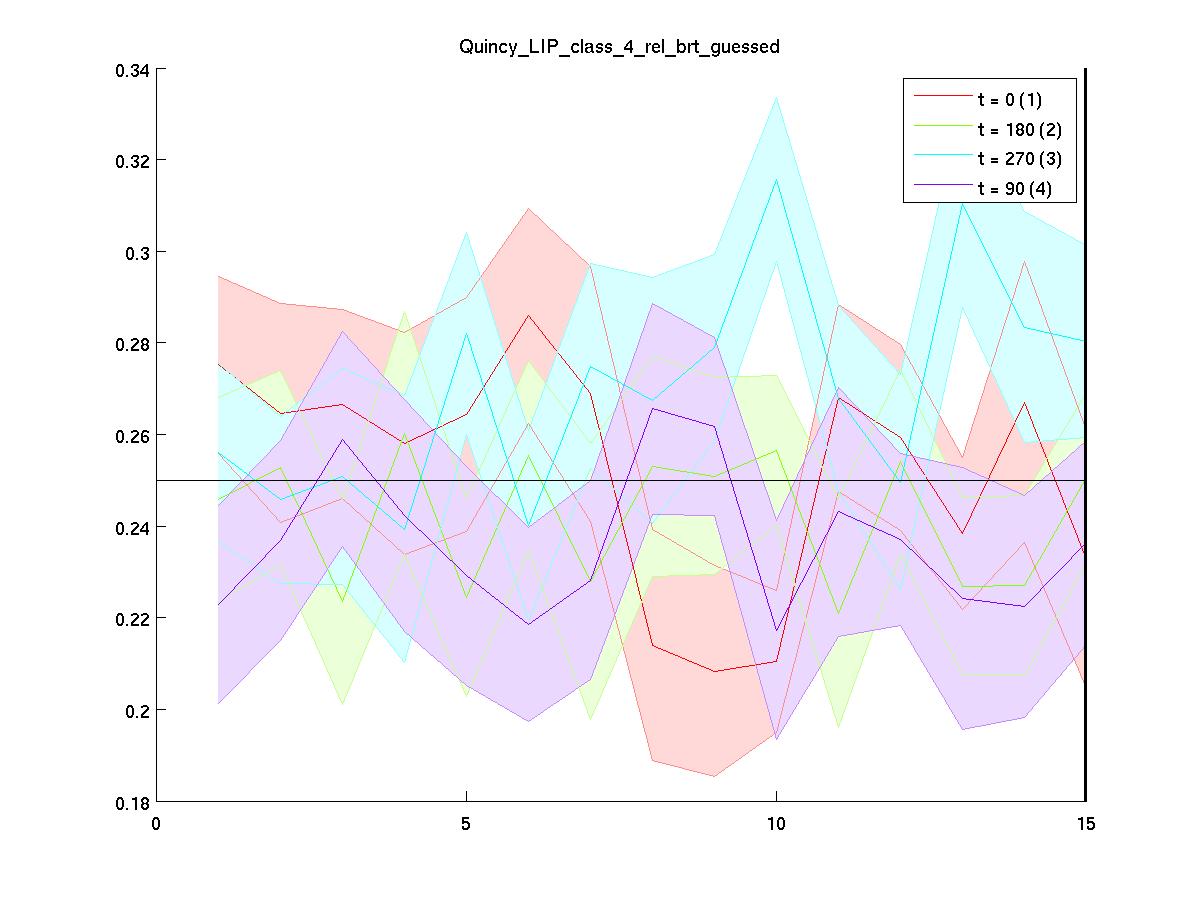 Quincy_LIP_class_4_rel_brt_guessed
0.34
0.32
0.3
0.28
0.26
0.24
0.22
0.2
0.18
0
5
10
15
t = 0 (1)
t = 180 (2)
t = 270 (3)
t = 90 (4)